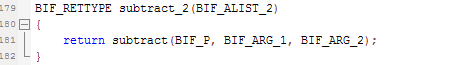 179 BIF_RETTYPE subtract_2(BIF_ALIST_2)
180 {
181 return subtract(BIF_P, BIF_ARG_1, BIF_ARG_2);
182 }